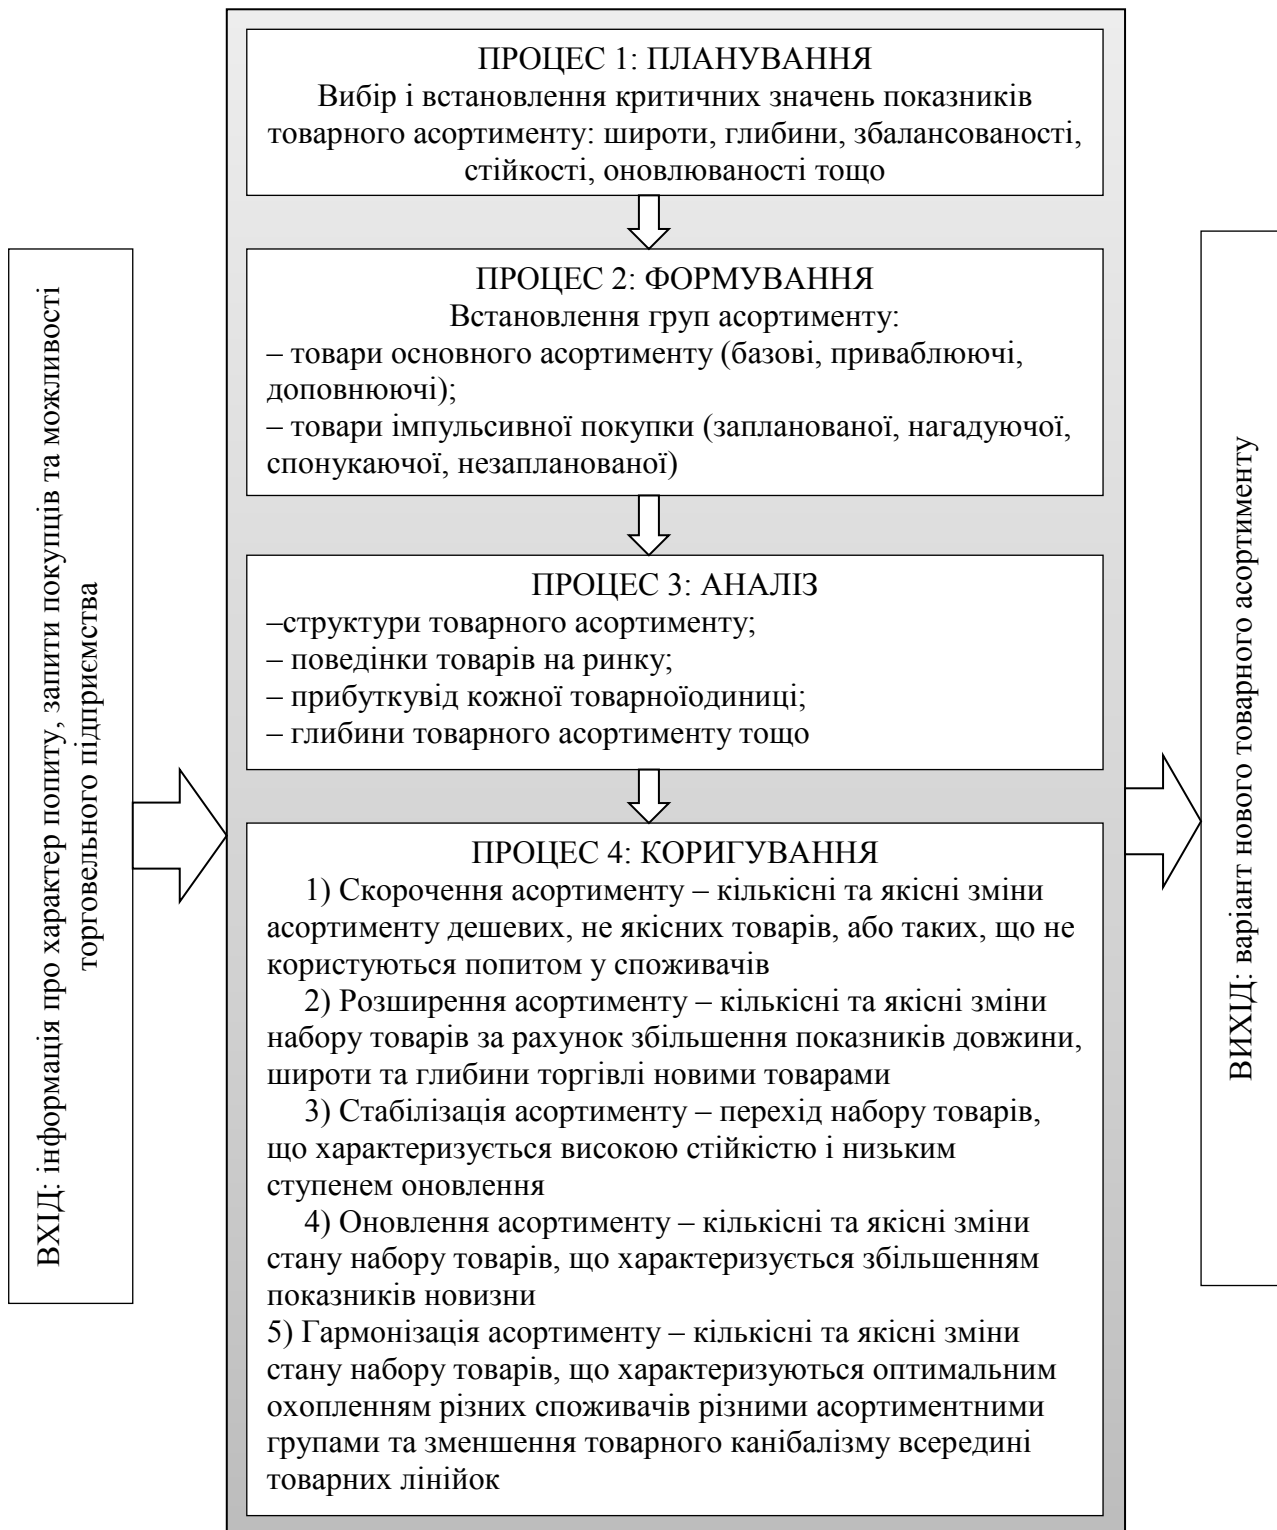 ВХІД: інформація про характер попиту, запити покупців та можливості
торговельного підприємства
ПРОЦЕС 1: ПЛАНУВАННЯ
Вибір і встановлення критичних значень показників
товарного асортименту: широти, глибини, збалансованості,
стійкості, оновлюваності тощо
ПРОЦЕС 2: ФОРМУВАННЯ
Встановлення груп асортименту:
– товари основного асортименту (базові, приваблюючі,
доповнюючі);
– товари імпульсивної покупки (запланованої, нагадуючої,
спонукаючої, незапланованої)
ПРОЦЕС 3: АНАЛІЗ
–структури товарного асортименту;
– поведінки товарів на ринку;
– прибуткувід кожної товарноїодиниці;
– глибини товарного асортименту тощо
ПРОЦЕС 4: КОРИГУВАННЯ
1) Скорочення асортименту – кількісні та якісні зміни
асортименту дешевих, не якісних товарів, або таких, що не
користуються попитом у споживачів
2) Розширення асортименту – кількісні та якісні зміни
набору товарів за рахунок збільшення показників довжини,
широти та глибини торгівлі новими товарами
3) Стабілізація асортименту – перехід набору товарів,
що характеризується високою стійкістю і низьким
ступенем оновлення
4) Оновлення асортименту – кількісні та якісні зміни
стану набору товарів, що характеризується збільшенням
показників новизни
5) Гармонізація асортименту – кількісні та якісні зміни
стану набору товарів, що характеризуються оптимальним
охопленням різних споживачів різними асортиментними
групами та зменшення товарного канібалізму всередині
товарних лінійок
ВИХІД: варіант нового товарного асортименту